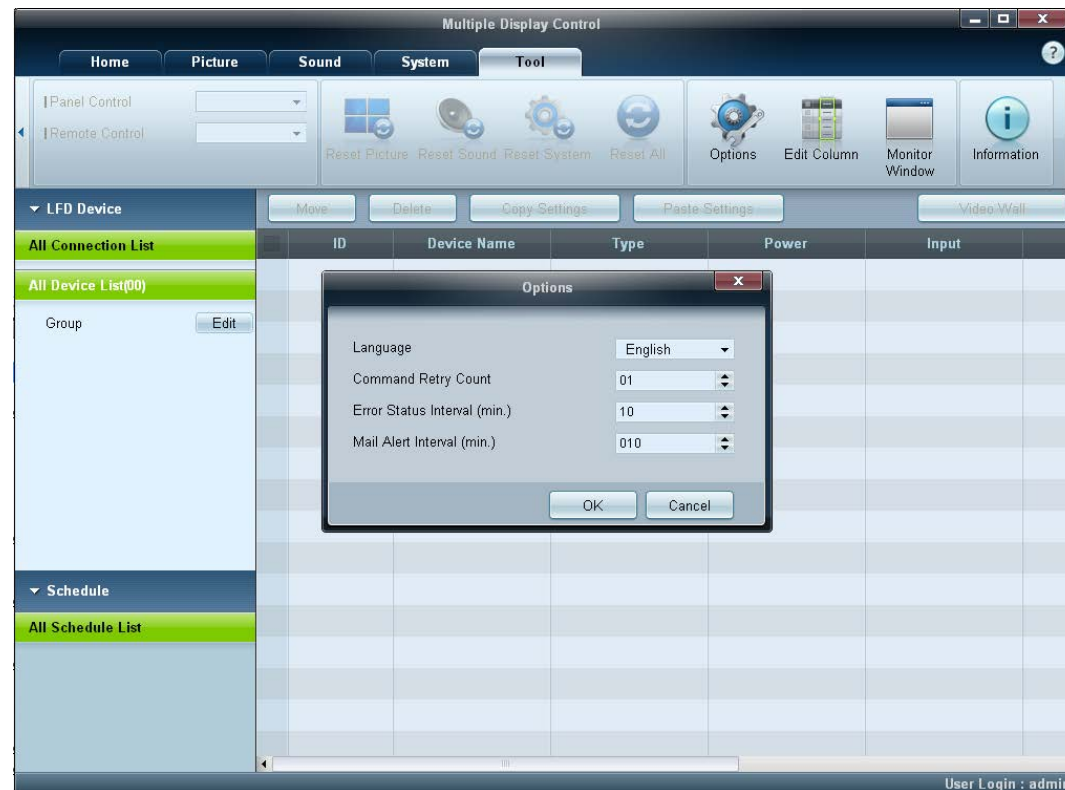 Multiple Display Control
Home Picture Sound System Tool
Panel Control
Remote Control
Reset Picture Reset Sound Reset System Reset All
Options Edit Column Monitor Window Information
LFD Device
Move Delete Copy Settings Paste Settings Video Wall
All Connection List
ID Device Name Type Power Input
All Device List(00)
Group Edit
Options
Language English
Command Retry Count 01
Error Status Interval (min.) 10
Mail Alert Interval (min.) 010
OK Cancel
Schedule
All Schedule List
User Login : admin